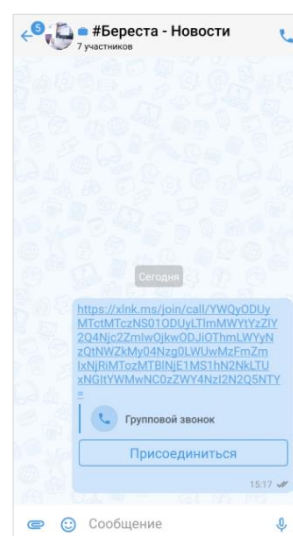 5
#Береста - Новости
7 участников
Сегодня
https://xlnk.ms/join/call/YWQyODUy
MTctMTczNS01ODUyLTlmMWYtYzZlY
2Q4Njc2ZmIwOjkwODJiOThmLWYyN
zQtNWZkMy04Nzg0LWUwMzFmZm
IxNjRiMTozMTBlNjE1MS1hN2NkLTU
xNGItYWMwNC0zZWY4NzI2N2Q5NTY
=
Групповой звонок
Присоединиться
15:17
Сообщение